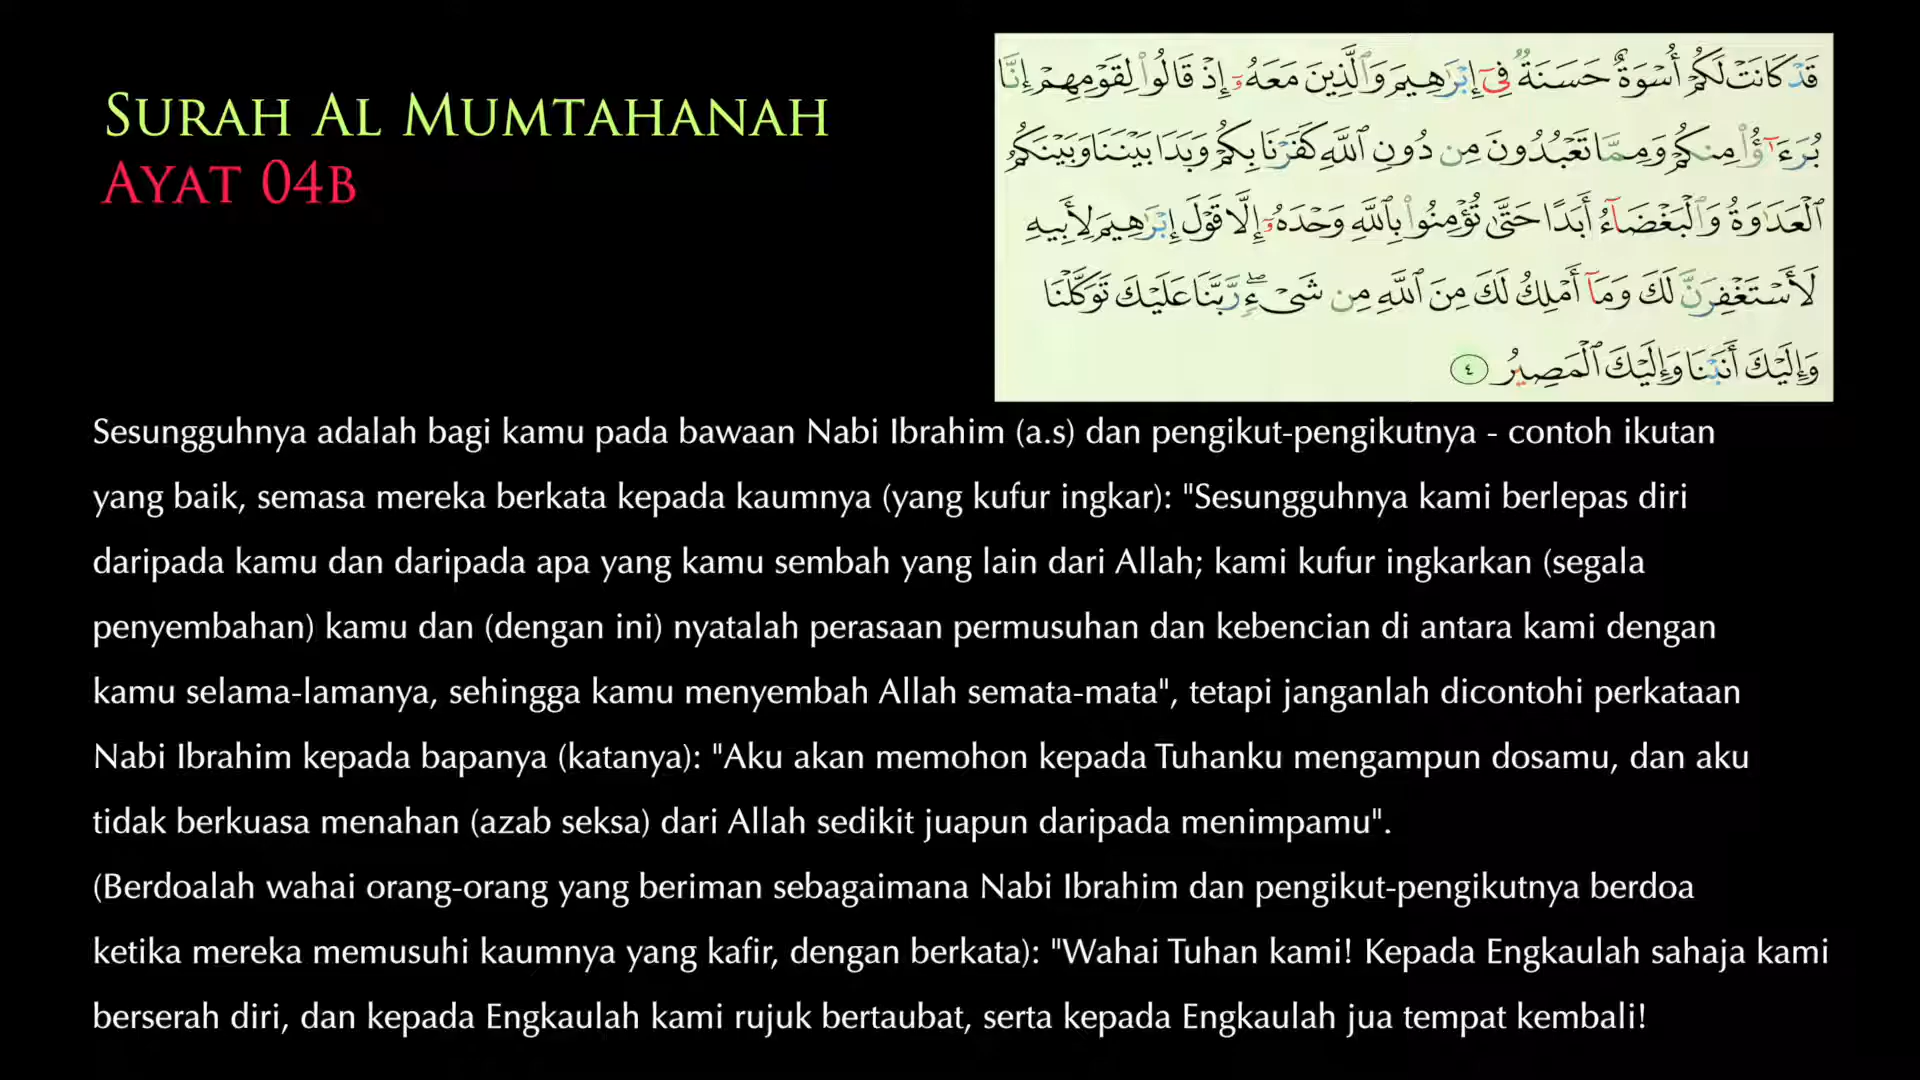 SURAH AL MUMTAHANAH
AYAT 04B
قَدْ كَانَتْ لَكُمْ أُسْوَةٌ حَسَنَةٌ فِىٓ إِبْرَٰهِيمَ وَٱلَّذِينَ مَعَهُۥٓ إِذْ قَالُوا۟ لِقَوْمِهِمْ إِنَّا
بُرَءَٰٓؤُا۟ مِنكُمْ وَمِمَّا تَعْبُدُونَ مِن دُونِ ٱللَّهِ كَفَرْنَا بِكُمْ وَبَدَا بَيْنَنَا وَبَيْنَكُمُ
ٱلْعَدَٰوَةُ وَٱلْبَغْضَآءُ أَبَدًا حَتَّىٰ تُؤْمِنُوا۟ بِٱللَّهِ وَحْدَهُۥٓ إِلَّا قَوْلَ إِبْرَٰهِيمَ لِأَبِيهِ
لَأَسْتَغْفِرَنَّ لَكَ وَمَآ أَمْلِكُ لَكَ مِنَ ٱللَّهِ مِن شَىْءٍ ۖ رَّبَّنَا عَلَيْكَ تَوَكَّلْنَا
وَإِلَيْكَ أَنَبْنَا وَإِلَيْكَ ٱلْمَصِيرُ ٤
Sesungguhnya adalah bagi kamu pada bawaan Nabi Ibrahim (a.s) dan pengikut-pengikutnya - contoh ikutan
yang baik, semasa mereka berkata kepada kaumnya (yang kufur ingkar): "Sesungguhnya kami berlepas diri
daripada kamu dan daripada apa yang kamu sembah yang lain dari Allah; kami kufur ingkarkan (segala
penyembahan) kamu dan (dengan ini) nyatalah perasaan permusuhan dan kebencian di antara kami dengan
kamu selama-lamanya, sehingga kamu menyembah Allah semata-mata", tetapi janganlah dicontohi perkataan
Nabi Ibrahim kepada bapanya (katanya): "Aku akan memohon kepada Tuhanku mengampun dosamu, dan aku
tidak berkuasa menahan (azab seksa) dari Allah sedikit juapun daripada menimpamu".
(Berdoalah wahai orang-orang yang beriman sebagaimana Nabi Ibrahim dan pengikut-pengikutnya berdoa
ketika mereka memusuhi kaumnya yang kafir, dengan berkata): "Wahai Tuhan kami! Kepada Engkaulah sahaja kami
berserah diri, dan kepada Engkaulah kami rujuk bertaubat, serta kepada Engkaulah jua tempat kembali!